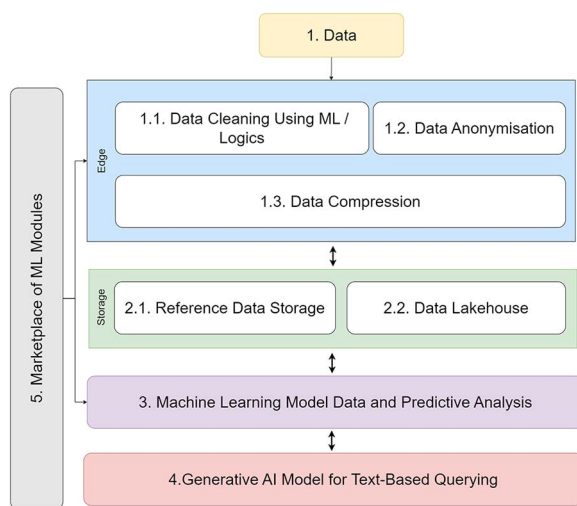 1. Data
5. Marketplace of ML Modules
Edge
1.1. Data Cleaning Using ML /
Logics
1.2. Data Anonymisation
1.3. Data Compression
Storage
2.1. Reference Data Storage
2.2. Data Lakehouse
3. Machine Learning Model Data and Predictive Analysis
4.Generative AI Model for Text-Based Querying